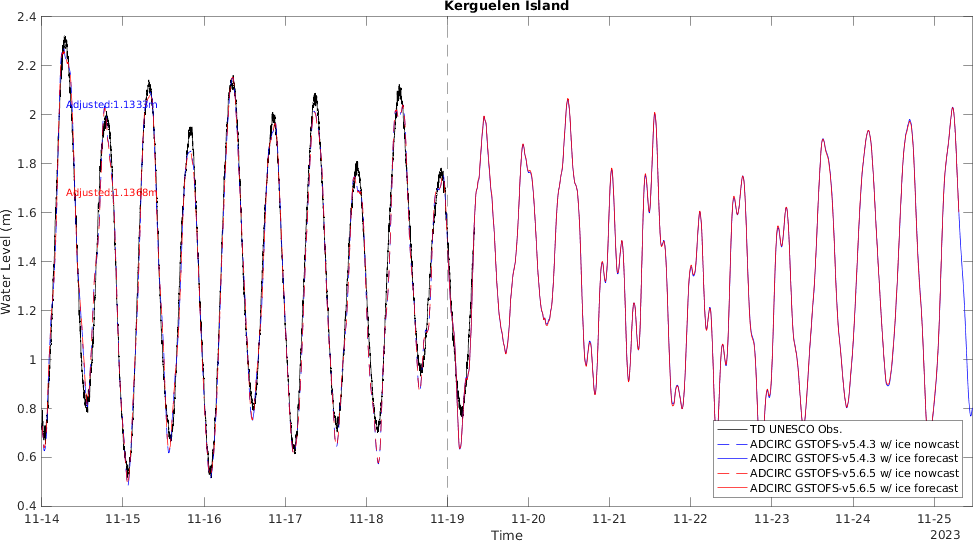 Kerguelen Island
2.4
2.2
2
1.8
1.6
1.4
1.2
1
0.8
0.6
0.4
Water Level (m)
Adjusted:1.1333m
Adjusted:1.1368m
TD UNESCO Obs.
ADCIRC GSTOFS-v5.4.3 w/ ice nowcast
ADCIRC GSTOFS-v5.4.3 w/ ice forecast
ADCIRC GSTOFS-v5.6.5 w/ ice nowcast
ADCIRC GSTOFS-v5.6.5 w/ ice forecast
11-14 11-15 11-16 11-17 11-18 11-19 11-20 11-21 11-22 11-23 11-24 11-25
2023
Time